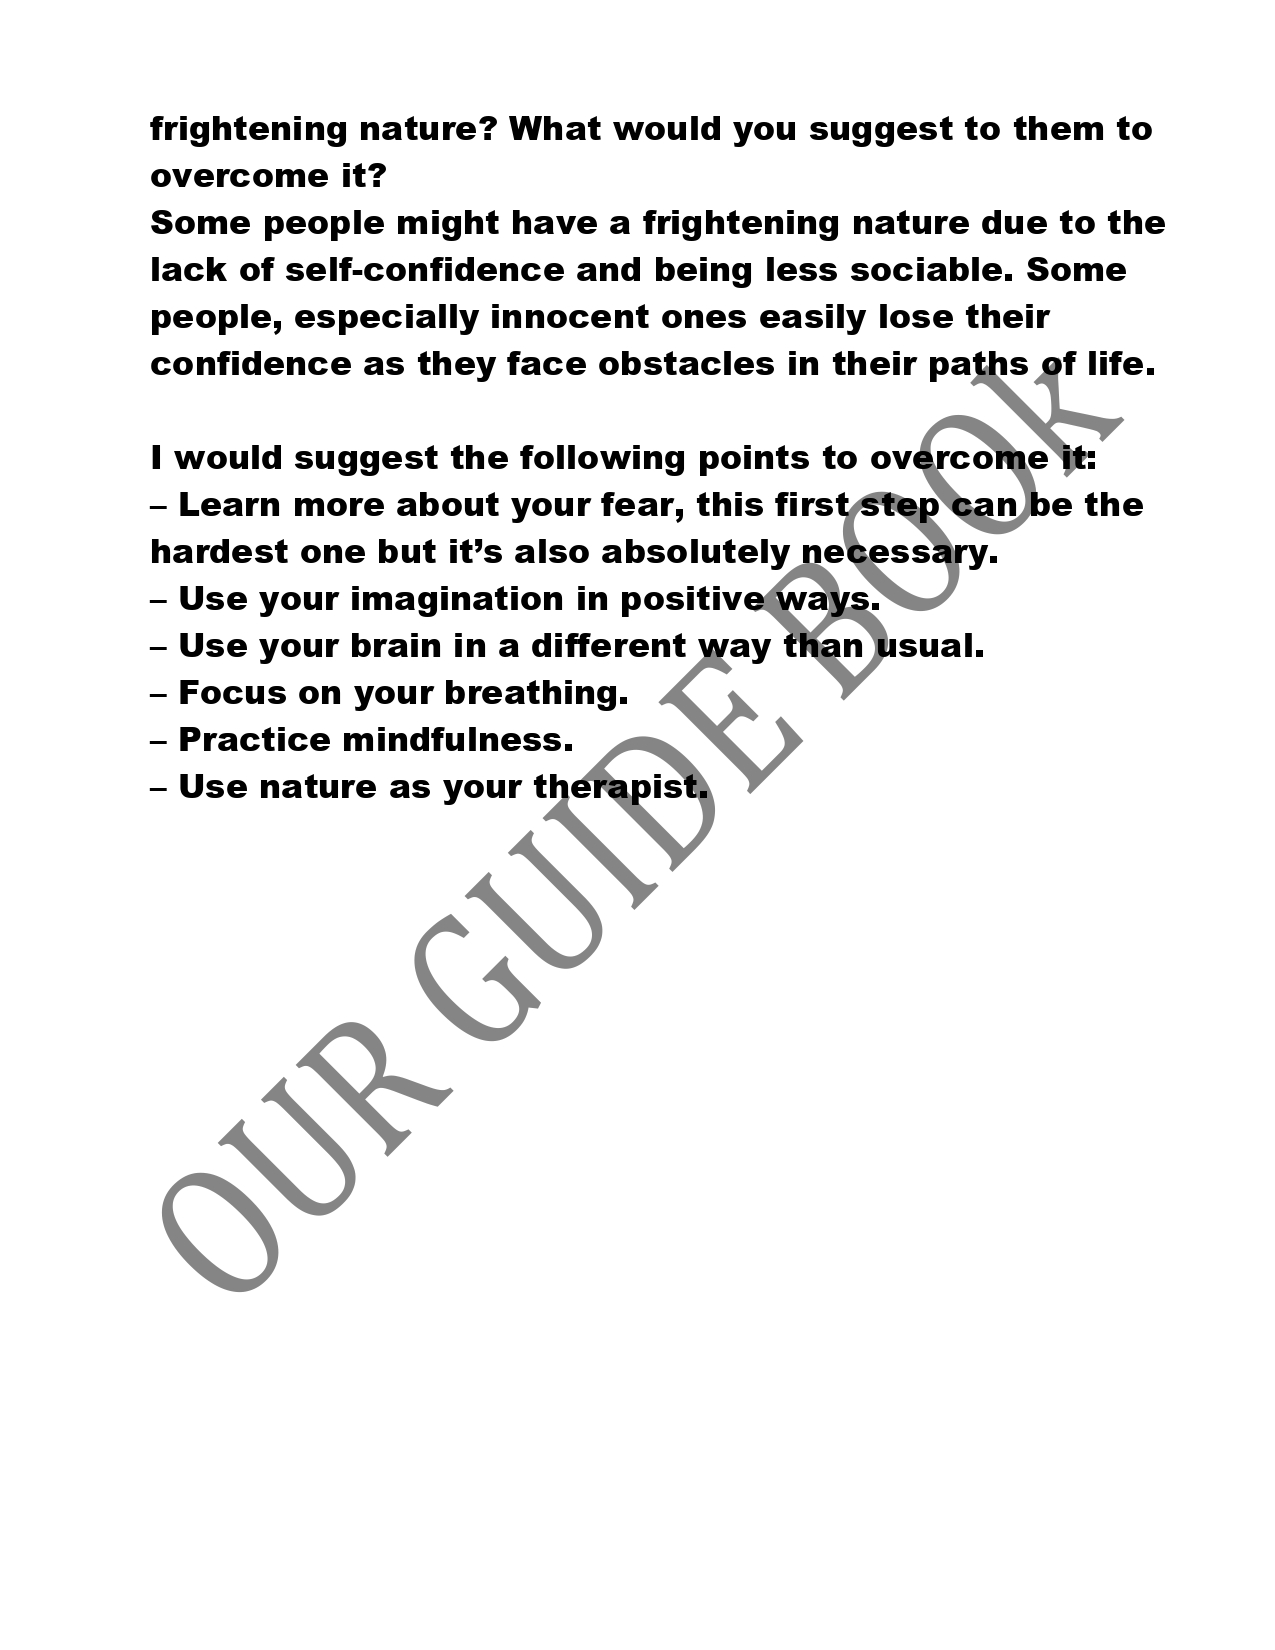 frightening nature? What would you suggest to them to
overcome it?
Some people might have a frightening nature due to the
lack of self-confidence and being less sociable. Some
people, especially innocent ones easily lose their
confidence as they face obstacles in their paths of life.
I would suggest the following points to overcome it:
– Learn more about your fear, this first step can be the
hardest one but it’s also absolutely necessary.
– Use your imagination in positive ways.
– Use your brain in a different way than usual.
– Focus on your breathing.
– Practice mindfulness.
– Use nature as your therapist.
OUR GUIDE BOOk